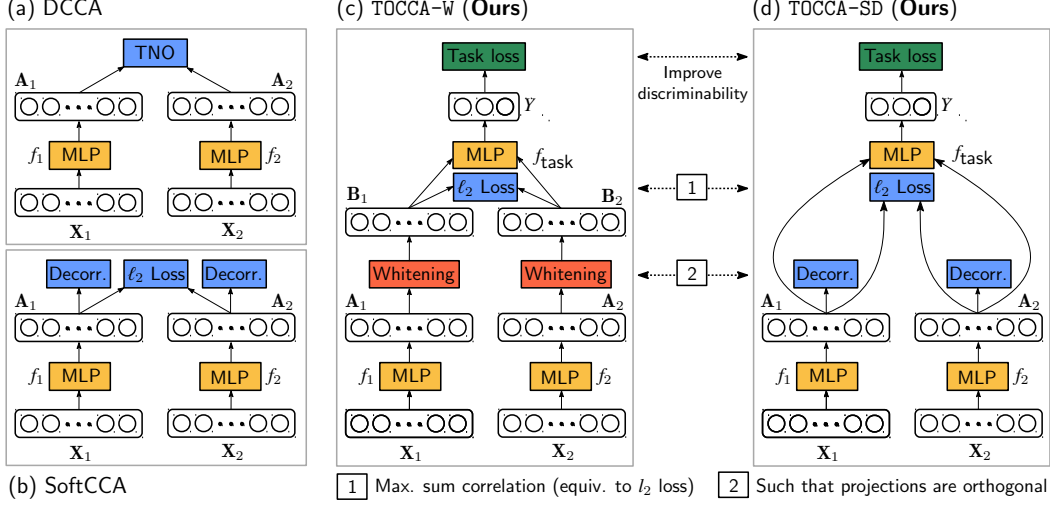 (a) DCCA
TNO
A₁ A₂
f₁ MLP MLP f₂
X₁ X₂
Decorr. ℓ₂ Loss Decorr.
A₁ A₂
f₁ MLP MLP f₂
X₁ X₂
(b) SoftCCA
(c) TOCCA-W (Ours)
Task loss
Y
MLP
f_task
ℓ₂ Loss
B₁ B₂
Whitening Whitening
A₁ A₂
f₁ MLP MLP f₂
X₁ X₂
Improve
discriminability
1
2
(d) TOCCA-SD (Ours)
Task loss
Y
MLP
f_task
ℓ₂ Loss
Decorr. Decorr.
A₁ A₂
f₁ MLP MLP f₂
X₁ X₂
1 Max. sum correlation (equiv. to l₂ loss)
2 Such that projections are orthogonal